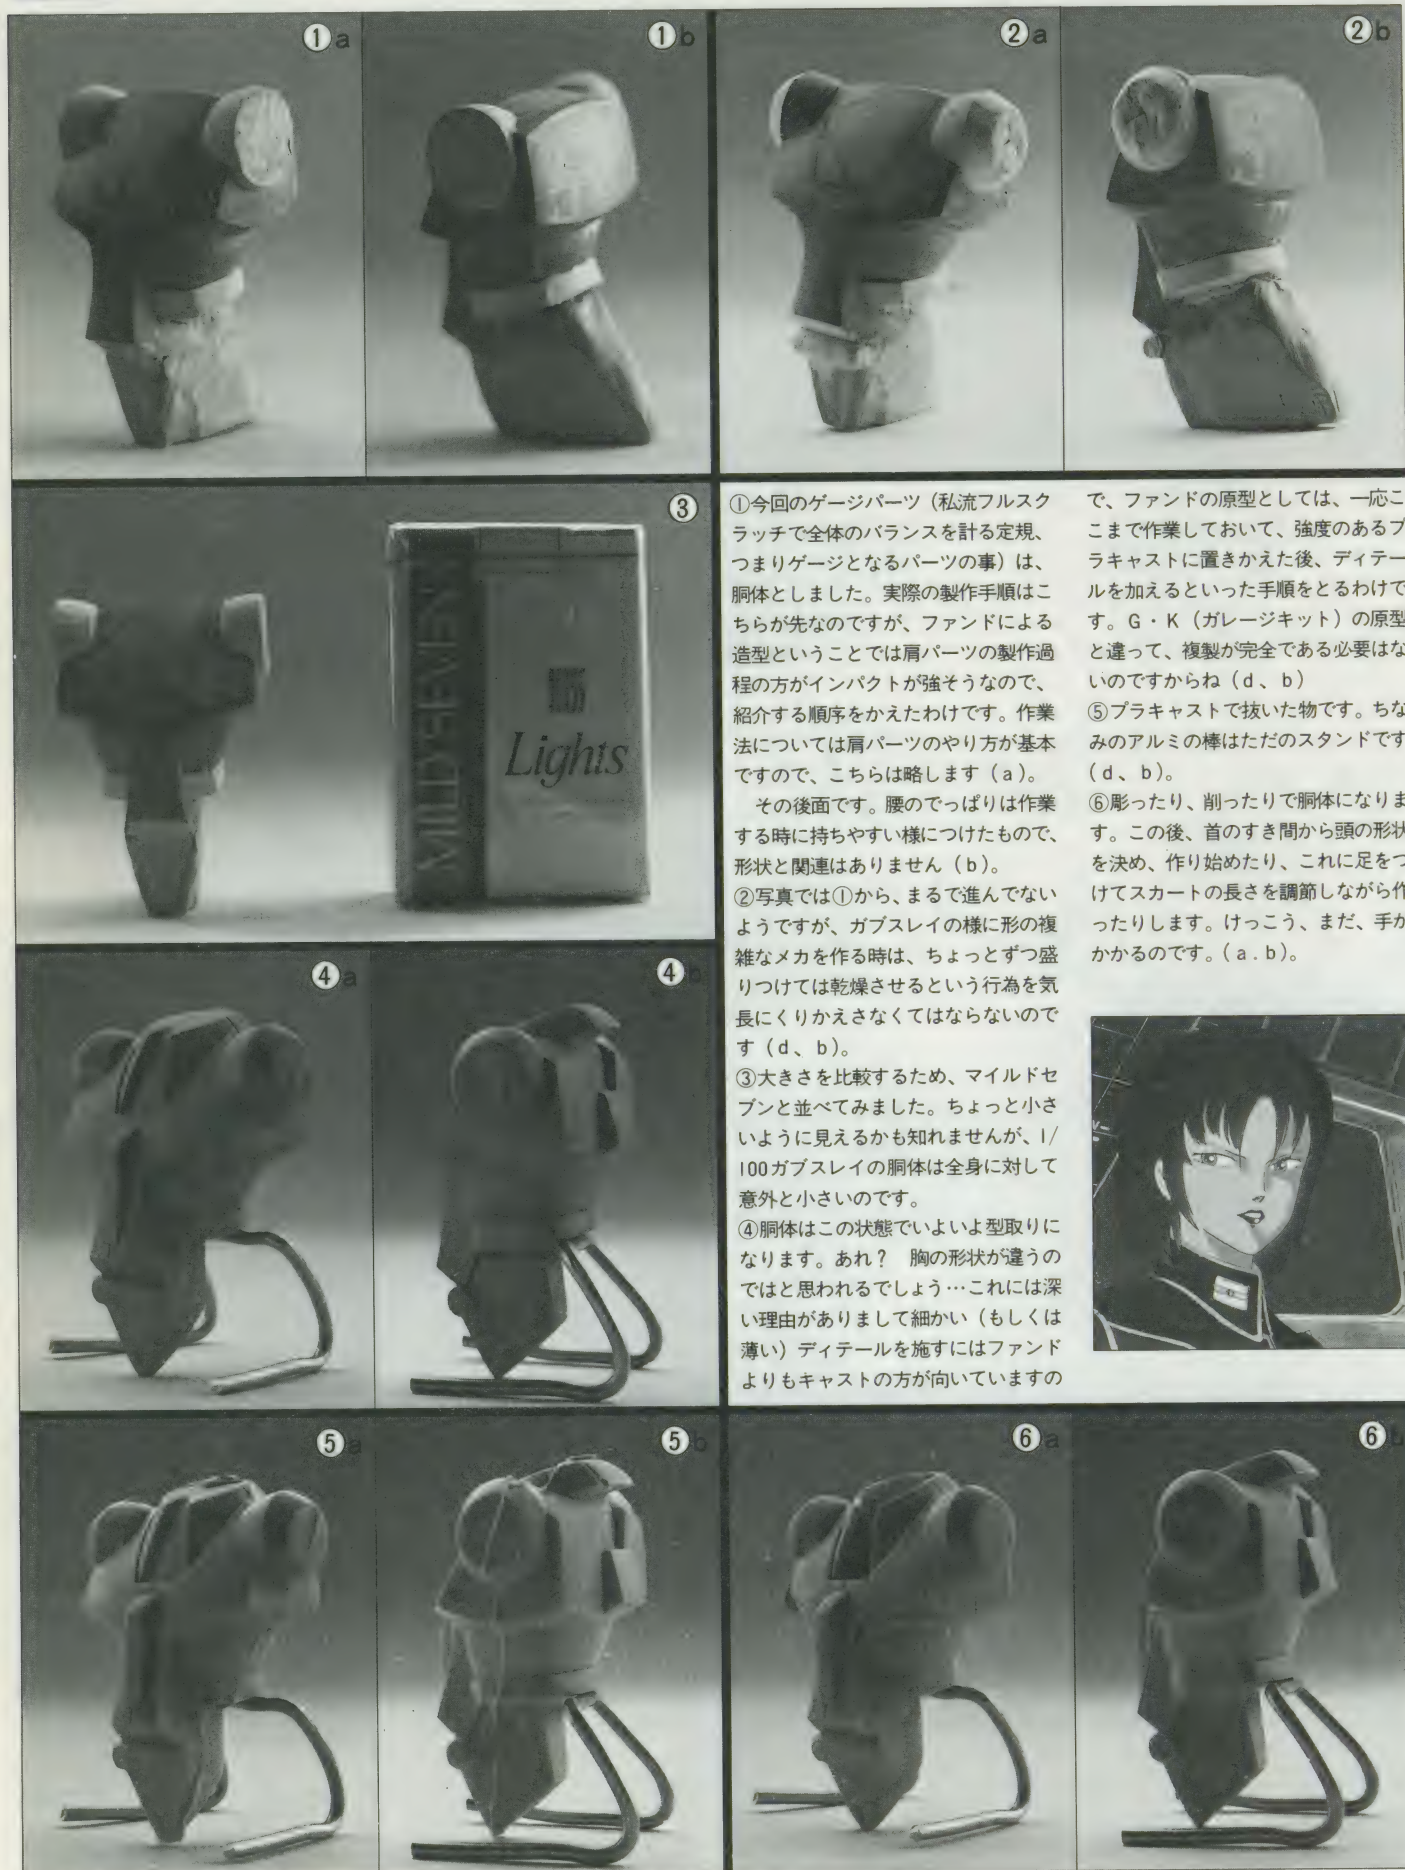 ①a
①b
②a
②b
③
MILD SEVEN
Lights
①今回のゲージパーツ（私流フルスク
ラッチで全体のバランスを計る定規、
つまりゲージとなるパーツの事）は、
胴体としました。実際の製作手順はこ
ちらが先なのですが、ファンドによる
造型ということでは肩パーツの製作過
程の方がインパクトが強そうなので、
紹介する順序をかえたわけです。作業
法については肩パーツのやり方が基本
ですので、こちらは略します（a）。
　その後面です。腰のでっぱりは作業
する時に持ちやすい様につけたもので、
形状と関連はありません（b）。
②写真では①から、まるで進んでない
ようですが、ガブスレイの様に形の複
雑なメカを作る時は、ちょっとずつ盛
りつけては乾燥させるという行為を気
長にくりかえさなくてはならないので
す（d、b）。
③大きさを比較するため、マイルドセ
ブンと並べてみました。ちょっと小さ
いように見えるかも知れませんが、1/
100ガブスレイの胴体は全身に対して
意外と小さいのです。
④胴体はこの状態でいよいよ型取りに
なります。あれ？　胸の形状が違うの
ではと思われるでしょう…これには深
い理由がありまして細かい（もしくは
薄い）ディテールを施すにはファンド
よりもキャストの方が向いていますの
で、ファンドの原型としては、一応こ
こまで作業しておいて、強度のあるプ
ラキャストに置きかえた後、ディテー
ルを加えるといった手順をとるわけで
す。G・K（ガレージキット）の原型
と違って、複製が完全である必要はな
いのですからね（d、b）
⑤プラキャストで抜いた物です。ちな
みのアルミの棒はただのスタンドです
（d、b）。
⑥彫ったり、削ったりで胴体になりま
す。この後、首のすき間から頭の形状
を決め、作り始めたり、これに足をつ
けてスカートの長さを調節しながら作
ったりします。けっこう、まだ、手が
かかるのです。（a．b）。
④a
④b
⑤a
⑤b
⑥a
⑥b